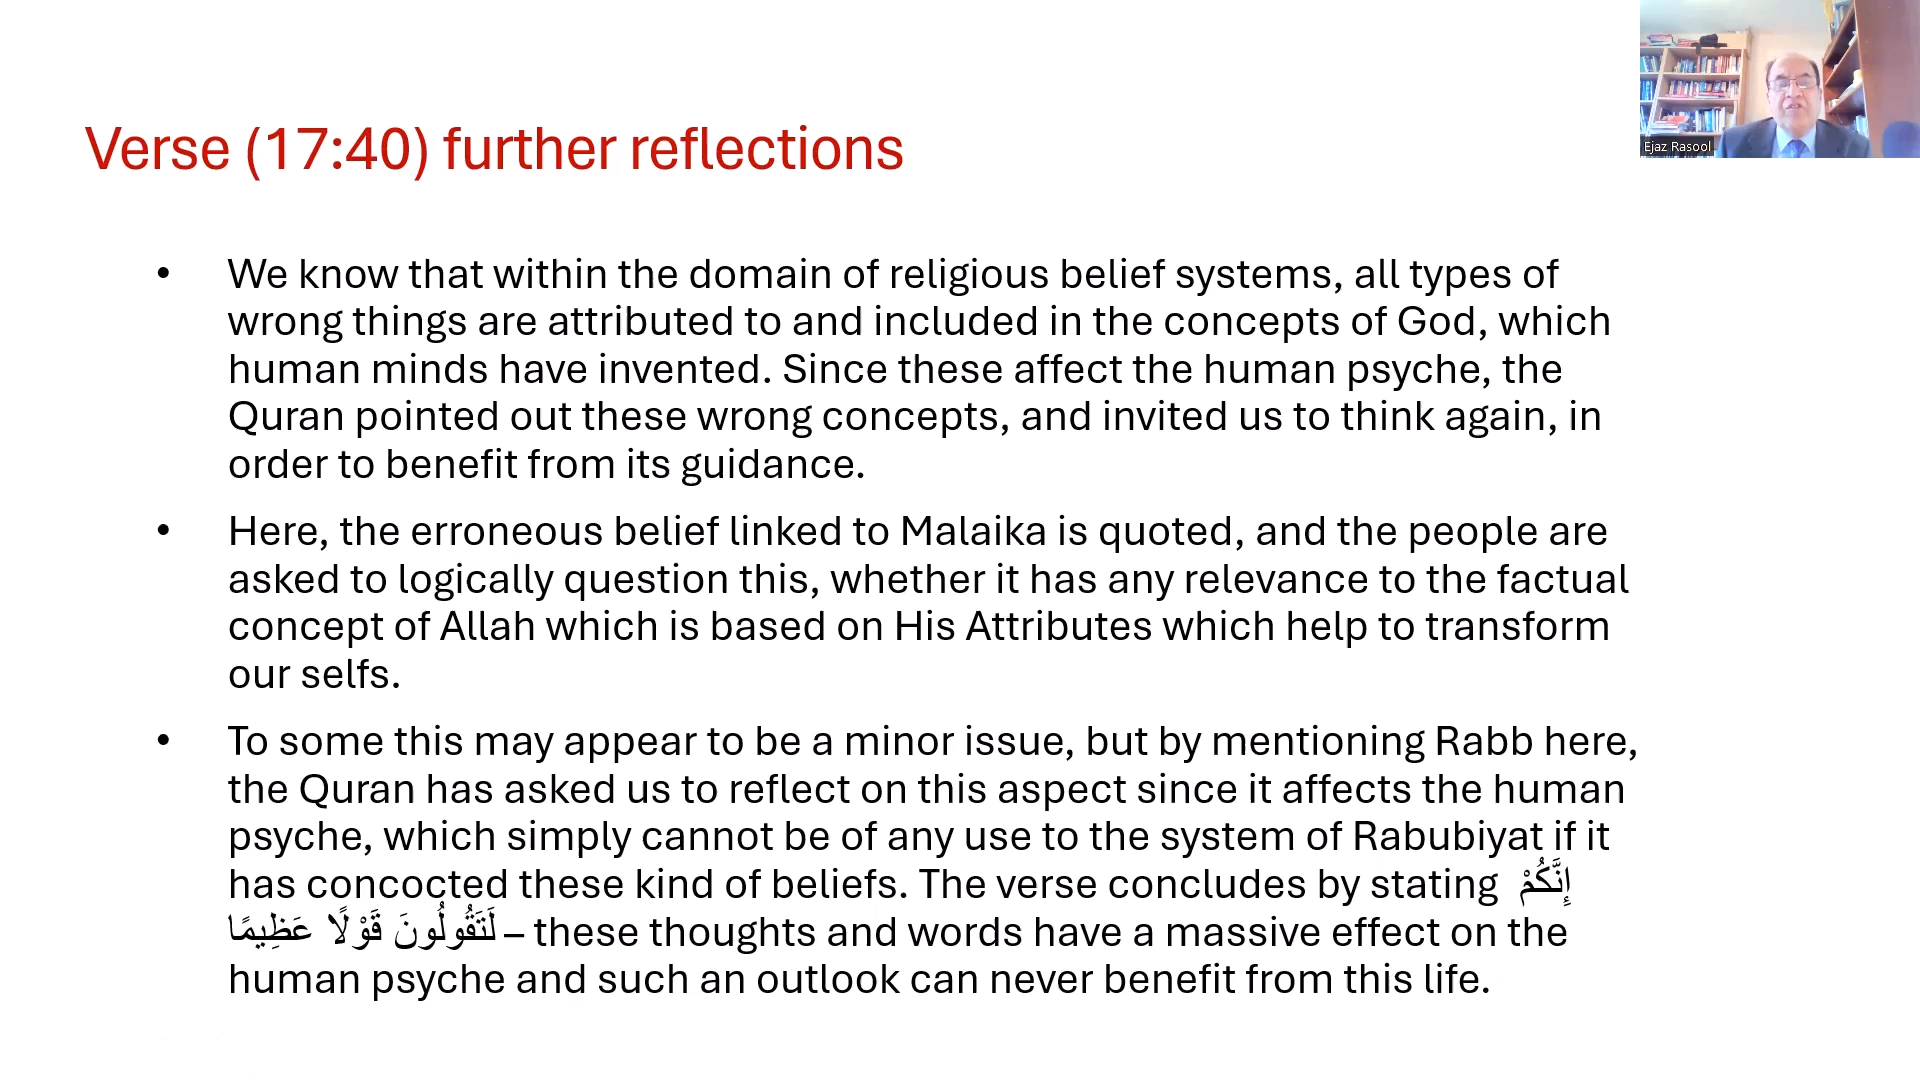 Ejaz Rasool
Verse (17:40) further reflections
• We know that within the domain of religious belief systems, all types of
wrong things are attributed to and included in the concepts of God, which
human minds have invented. Since these affect the human psyche, the
Quran pointed out these wrong concepts, and invited us to think again, in
order to benefit from its guidance.
• Here, the erroneous belief linked to Malaika is quoted, and the people are
asked to logically question this, whether it has any relevance to the factual
concept of Allah which is based on His Attributes which help to transform
our selfs.
• To some this may appear to be a minor issue, but by mentioning Rabb here,
the Quran has asked us to reflect on this aspect since it affects the human
psyche, which simply cannot be of any use to the system of Rabubiyat if it
has concocted these kind of beliefs. The verse concludes by stating إِنَّكُمْ
لَتَقُولُونَ قَوْلًا عَظِيمًا – these thoughts and words have a massive effect on the
human psyche and such an outlook can never benefit from this life.